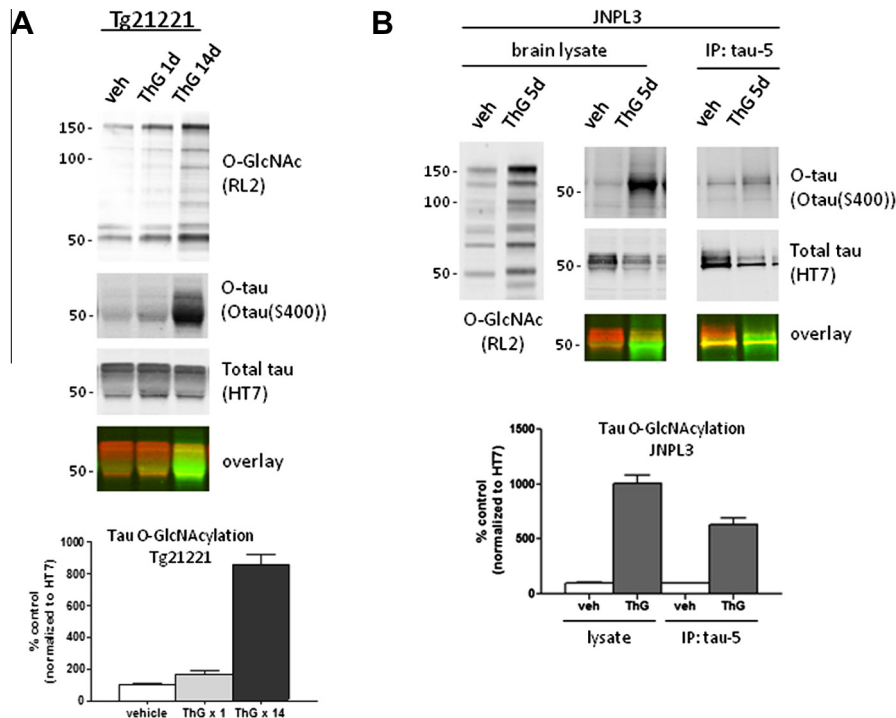 A
Tg21221
veh
ThG 1d
ThG 14d
150 -
100 -
50 -
O-GlcNAc
(RL2)
50 -
O-tau
(Otau(S400))
50 -
Total tau
(HT7)
50 -
overlay
Tau O-GlcNAcylation
Tg21221
% control
(normalized to HT7)
1000
800
600
400
200
0
vehicle
ThG x 1
ThG x 14
B
JNPL3
brain lysate
IP: tau-5
veh
ThG 5d
veh
ThG 5d
veh
ThG 5d
150 -
100 -
50 -
O-GlcNAc
(RL2)
50 -
O-tau
(Otau(S400))
50 -
Total tau
(HT7)
50 -
overlay
Tau O-GlcNAcylation
JNPL3
% control
(normalized to HT7)
1500
1000
500
0
veh
ThG
veh
ThG
lysate
IP: tau-5